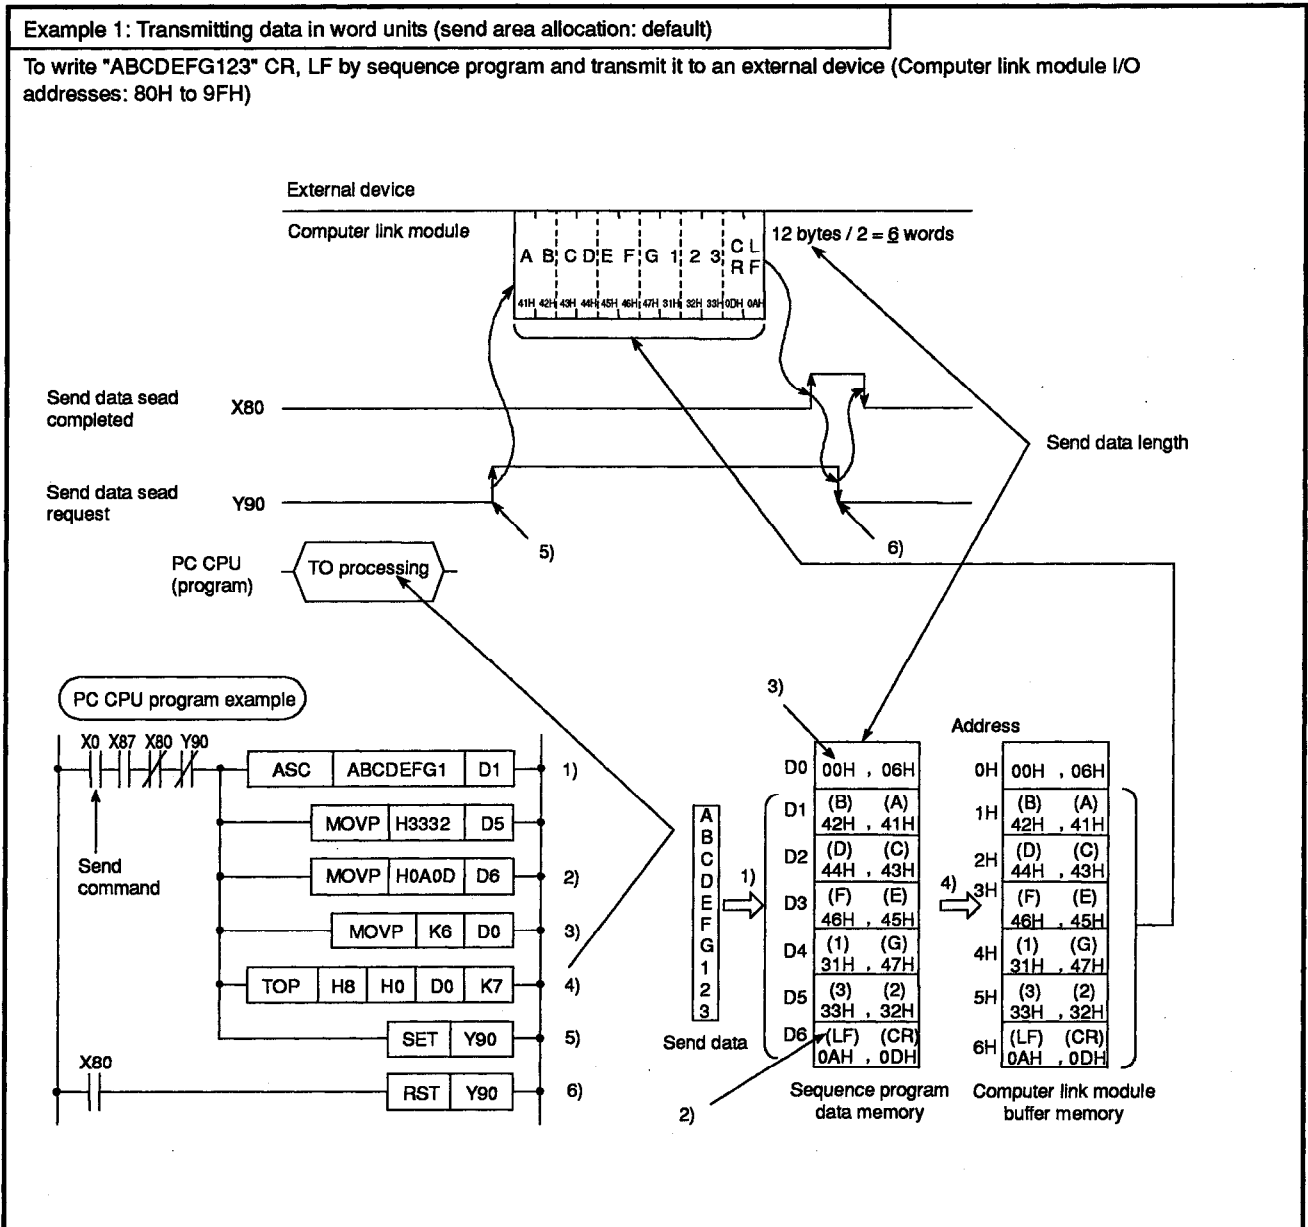 Example 1: Transmitting data in word units (send area allocation: default)
To write "ABCDEFG123" CR, LF by sequence program and transmit it to an external device (Computer link module I/O
addresses: 80H to 9FH)
External device
Computer link module
A B C D E F G 1 2 3 CR LF
41H 42H 43H 44H 45H 46H 47H 31H 32H 33H 0DH 0AH
12 bytes / 2 = 6 words
Send data sead
completed
X80
Send data length
Send data sead
request
Y90
5)
6)
PC CPU
(program)
TO processing
PC CPU program example
X0 X87 X80 Y90
ASC ABCDEFG1 D1 1)
MOVP H3332 D5
Send
command
MOVP H0A0D D6 2)
MOVP K6 D0 3)
TOP H8 H0 D0 K7 4)
SET Y90 5)
X80
RST Y90 6)
A
B
C
D
E
F
G
1
2
3
Send data
1)
3)
D0 00H , 06H
D1 (B) (A)
42H , 41H
D2 (D) (C)
44H , 43H
D3 (F) (E)
46H , 45H
D4 (1) (G)
31H , 47H
D5 (3) (2)
33H , 32H
D6 (LF) (CR)
0AH , 0DH
2)
Sequence program
data memory
4)
Address
0H 00H , 06H
1H (B) (A)
42H , 41H
2H (D) (C)
44H , 43H
3H (F) (E)
46H , 45H
4H (1) (G)
31H , 47H
5H (3) (2)
33H , 32H
6H (LF) (CR)
0AH , 0DH
Computer link module
buffer memory